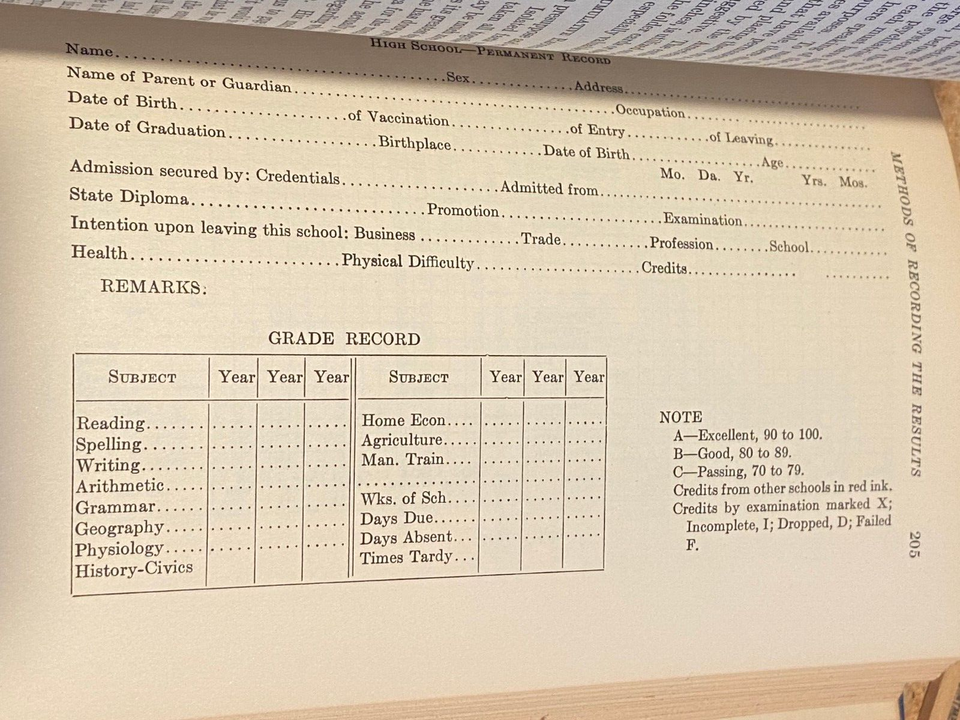 HIGH SCHOOL—PERMANENT RECORD
Name..........Sex..........Address..........
Name of Parent or Guardian..........Occupation..........
Date of Birth..........of Vaccination..........of Entry..........of Leaving..........
Date of Graduation..........Birthplace..........Date of Birth..........Age..........
Mo. Da. Yr. Yrs. Mos.
Admission secured by: Credentials..........Admitted from..........
State Diploma..........Promotion..........Examination..........
Intention upon leaving this school: Business..........Trade..........Profession........School..........
Health..........Physical Difficulty..........Credits..........
REMARKS:
GRADE RECORD
SUBJECT Year Year Year SUBJECT Year Year Year
Reading....... Home Econ....
Spelling....... Agriculture.....
Writing....... Man. Train....
Arithmetic.....
Grammar....... Wks. of Sch....
Geography..... Days Due......
Physiology..... Days Absent...
History-Civics Times Tardy...
NOTE
A—Excellent, 90 to 100.
B—Good, 80 to 89.
C—Passing, 70 to 79.
Credits from other schools in red ink.
Credits by examination marked X;
Incomplete, I; Dropped, D; Failed
F.
METHODS OF RECORDING THE RESULTS 205